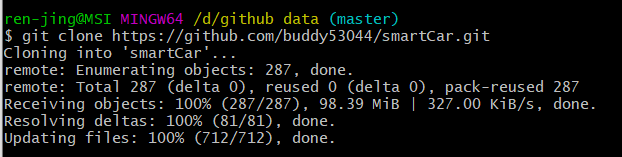 ren-jing@MSI MINGW64 /d/github data (master)
$ git clone https://github.com/buddy53044/smartCar.git
Cloning into 'smartCar'...
remote: Enumerating objects: 287, done.
remote: Total 287 (delta 0), reused 0 (delta 0), pack-reused 287
Receiving objects: 100% (287/287), 98.39 MiB | 327.00 KiB/s, done.
Resolving deltas: 100% (81/81), done.
Updating files: 100% (712/712), done.